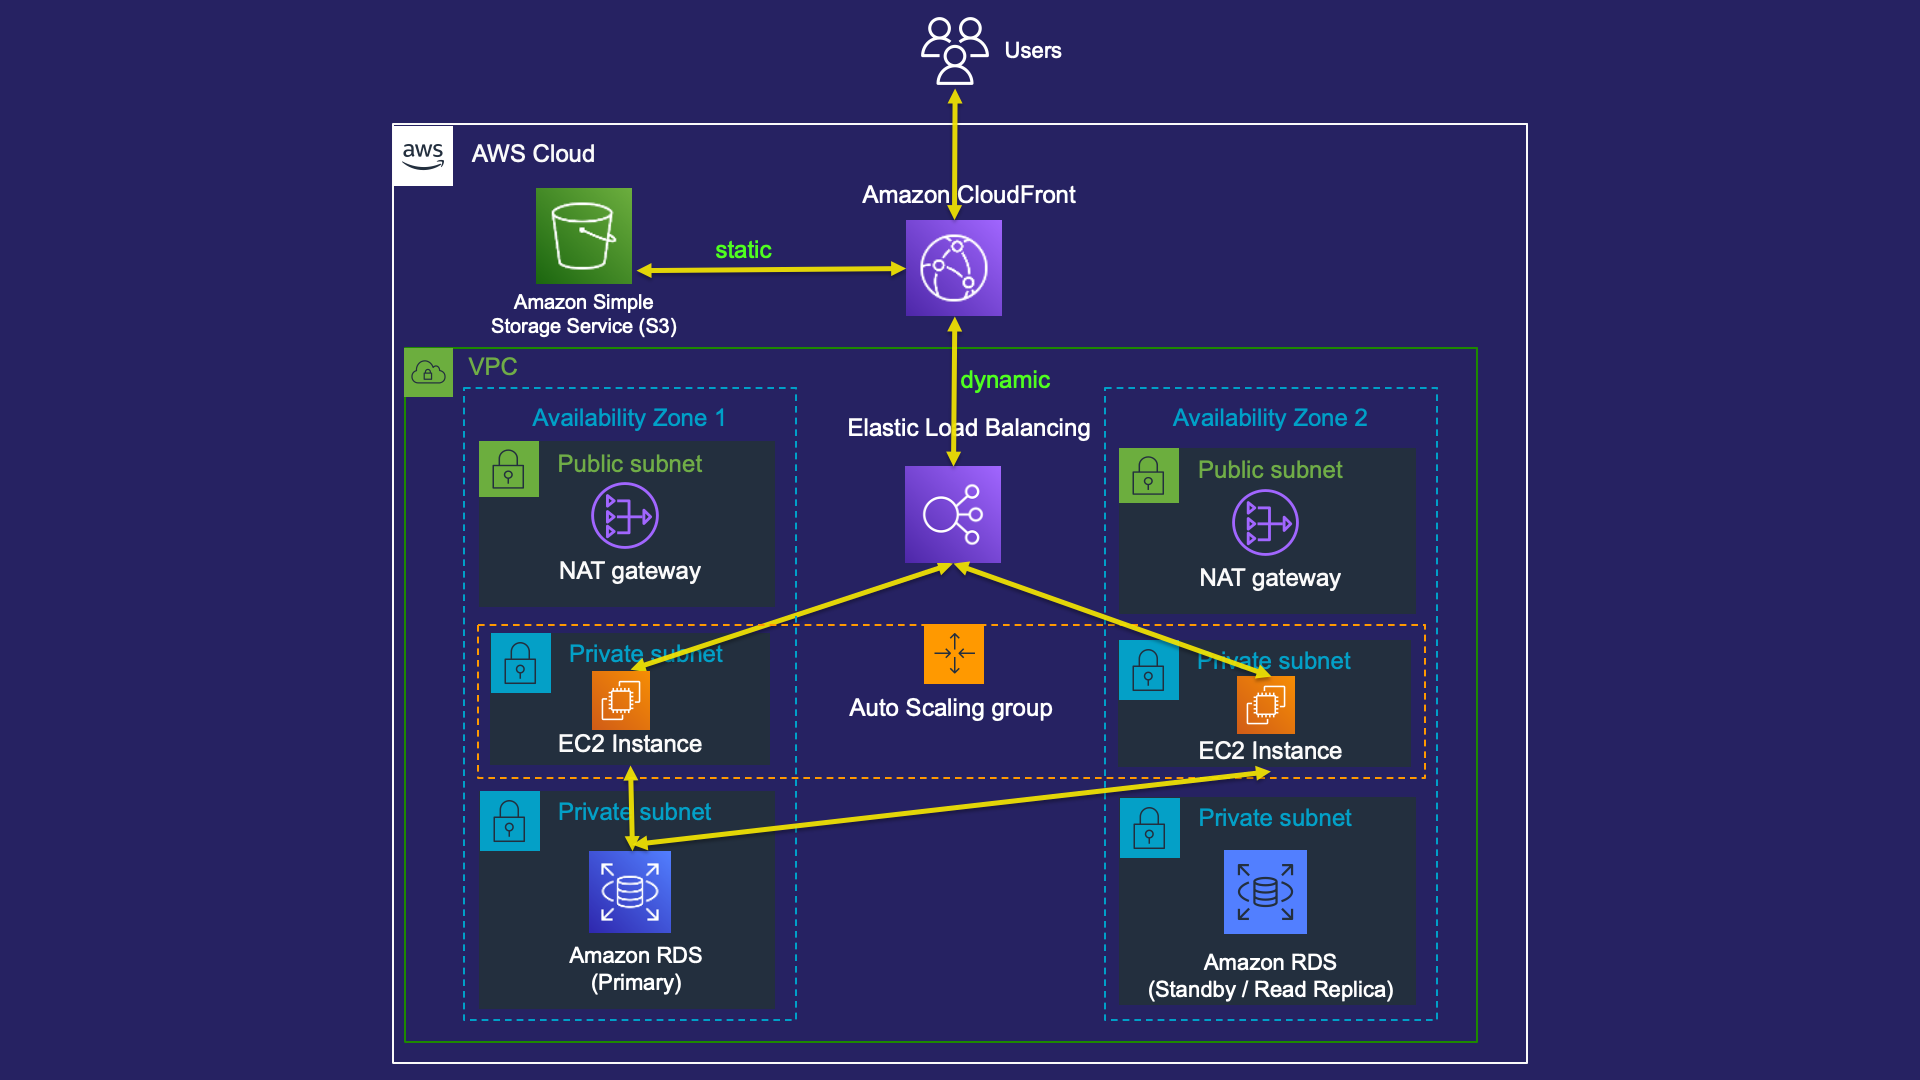 Users
aws
AWS Cloud
Amazon CloudFront
static
Amazon Simple
Storage Service (S3)
VPC
dynamic
Availability Zone 1
Elastic Load Balancing
Availability Zone 2
Public subnet
NAT gateway
Public subnet
NAT gateway
Private subnet
EC2 Instance
Auto Scaling group
Private subnet
EC2 Instance
Private subnet
Amazon RDS
(Primary)
Private subnet
Amazon RDS
(Standby / Read Replica)